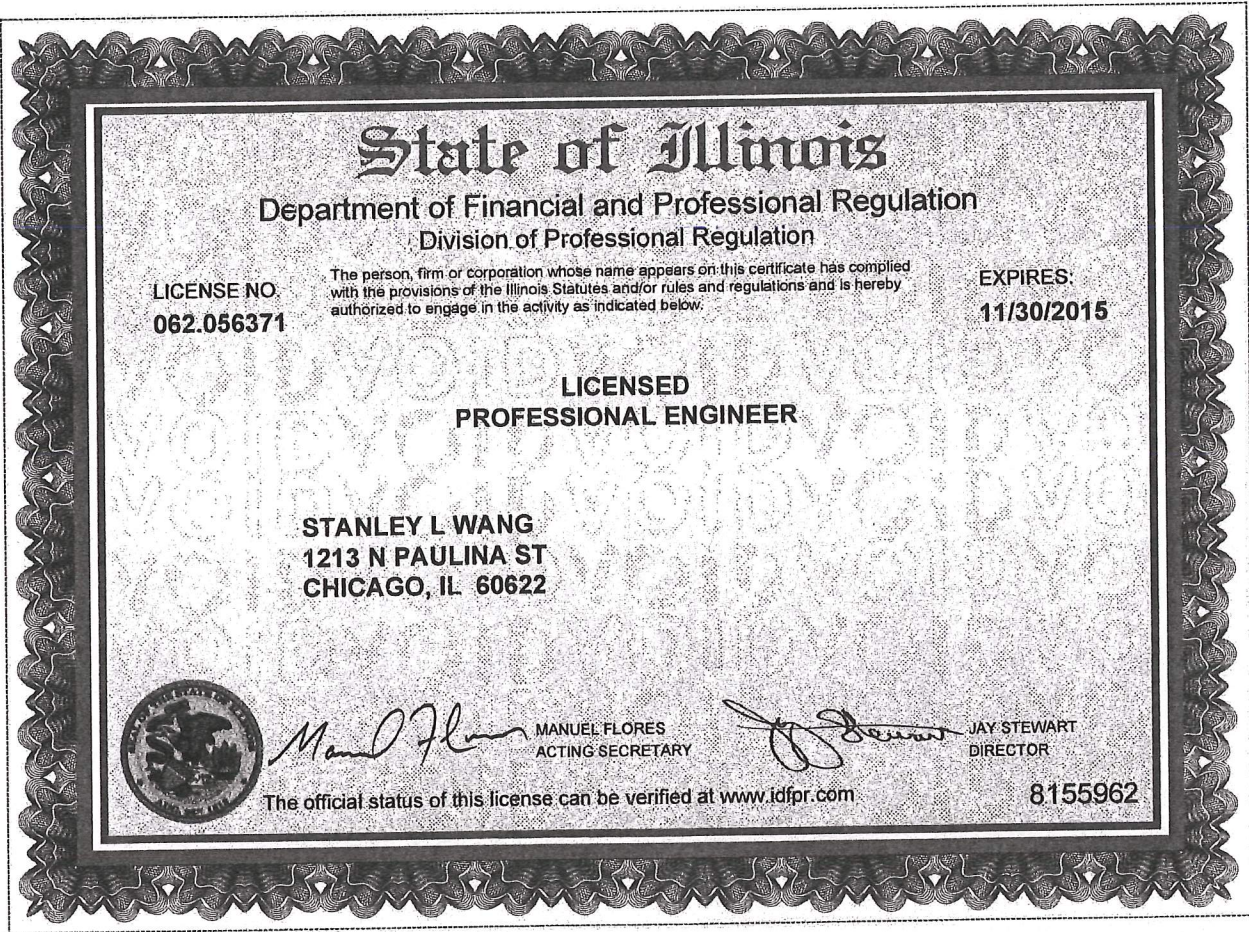 State of Illinois
Department of Financial and Professional Regulation
Division of Professional Regulation
LICENSE NO.
062.056371
The person, firm or corporation whose name appears on this certificate has complied
with the provisions of the Illinois Statutes and/or rules and regulations and is hereby
authorized to engage in the activity as indicated below.
EXPIRES:
11/30/2015
LICENSED
PROFESSIONAL ENGINEER
STANLEY L WANG
1213 N PAULINA ST
CHICAGO, IL 60622
MANUEL FLORES
ACTING SECRETARY
JAY STEWART
DIRECTOR
The official status of this license can be verified at www.idfpr.com
8155962